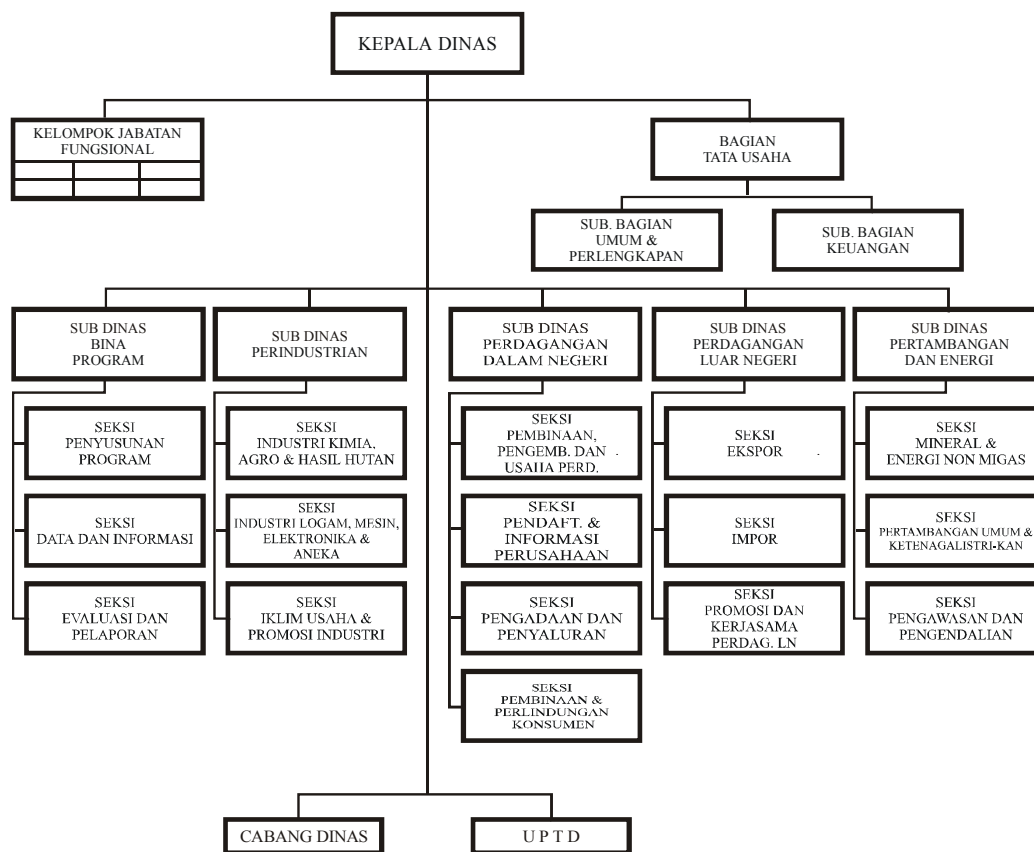 KEPALA DINAS
KELOMPOK JABATAN
FUNGSIONAL
BAGIAN
TATA USAHA
SUB. BAGIAN
UMUM &
PERLENGKAPAN
SUB. BAGIAN
KEUANGAN
SUB DINAS
BINA
PROGRAM
SUB DINAS
PERINDUSTRIAN
SUB DINAS
PERDAGANGAN
DALAM NEGERI
SUB DINAS
PERDAGANGAN
LUAR NEGERI
SUB DINAS
PERTAMBANGAN
DAN ENERGI
SEKSI
PENYUSUNAN
PROGRAM
SEKSI
INDUSTRI KIMIA,
AGRO & HASIL HUTAN
SEKSI
PEMBINAAN,
PENGEMB. DAN
USAHA PERD.
SEKSI
EKSPOR
SEKSI
MINERAL &
ENERGI NON MIGAS
SEKSI
DATA DAN INFORMASI
SEKSI
INDUSTRI LOGAM, MESIN,
ELEKTRONIKA &
ANEKA
SEKSI
PENDAFT. &
INFORMASI
PERUSAHAAN
SEKSI
IMPOR
SEKSI
PERTAMBANGAN UMUM &
KETENAGALISTRI-KAN
SEKSI
EVALUASI DAN
PELAPORAN
SEKSI
IKLIM USAHA &
PROMOSI INDUSTRI
SEKSI
PENGADAAN DAN
PENYALURAN
SEKSI
PROMOSI DAN
KERJASAMA
PERDAG. LN
SEKSI
PENGAWASAN DAN
PENGENDALIAN
SEKSI
PEMBINAAN &
PERLINDUNGAN
KONSUMEN
CABANG DINAS
U P T D